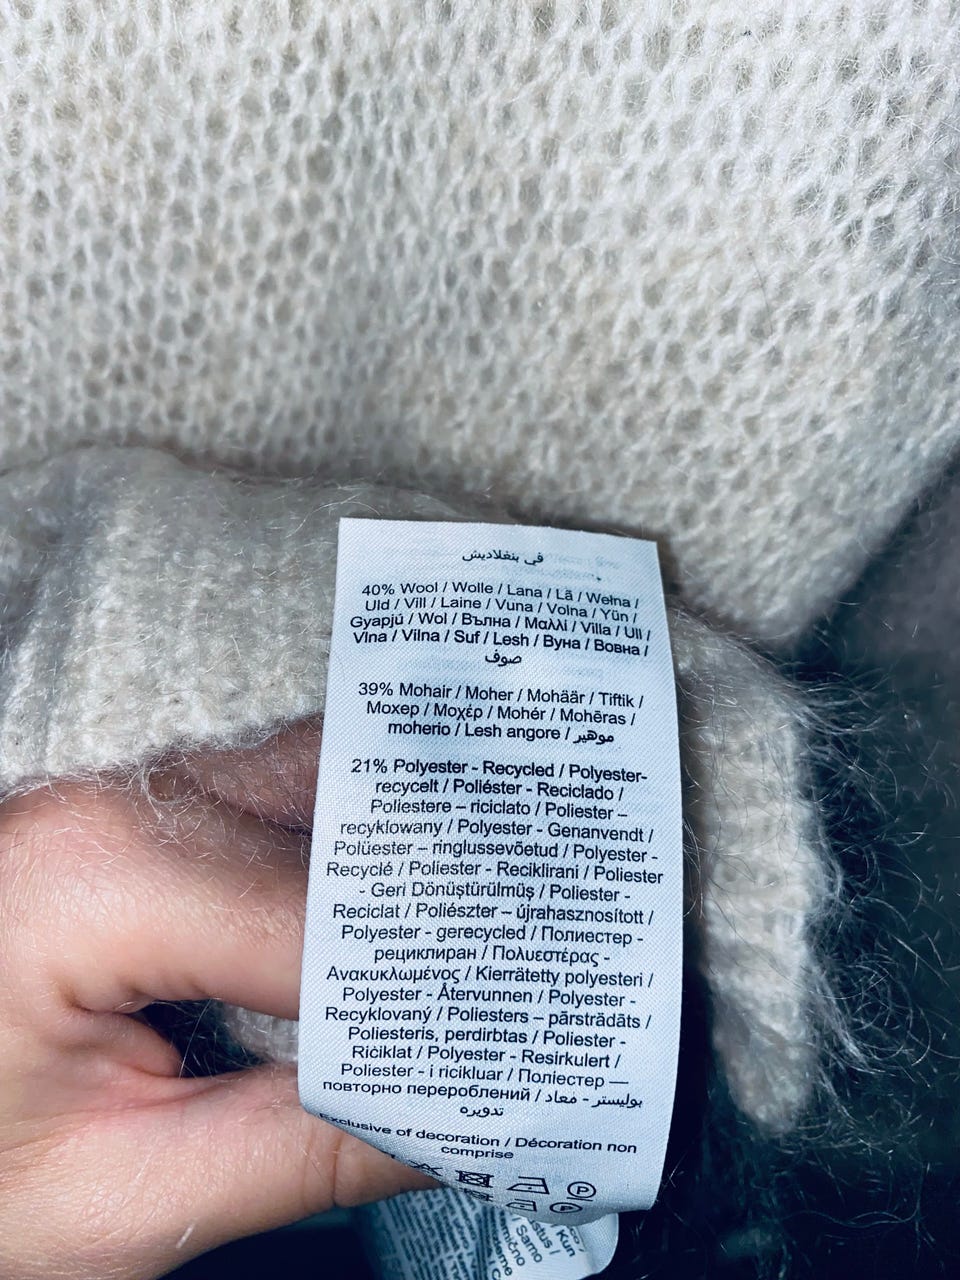 في بنغلاديش
40% Wool / Wolle / Lana / Lã / Wełna /
Uld / Vill / Laine / Vuna / Volna / Yün /
Gyapjú / Wol / Вълна / Μαλλί / Villa / Ull /
Vlna / Vilna / Suf / Lesh / Вуна / Вовна /
صوف
39% Mohair / Moher / Mohäär / Tiftik /
Мохер / Μοχέρ / Mohér / Mohēras /
moherio / Lesh angore / موهير
21% Polyester - Recycled / Polyester-
recycelt / Poliéster - Reciclado /
Poliestere – riciclato / Poliester –
recyklowany / Polyester - Genanvendt /
Polüester – ringlussevõetud / Polyester -
Recyclé / Poliester - Reciklirani / Poliester
- Geri Dönüştürülmüş / Poliester -
Reciclat / Poliészter – újrahasznosított /
Polyester - gerecycled / Полиестер -
рециклиран / Πολυεστέρας -
Ανακυκλωμένος / Kierrätetty polyesteri /
Polyester - Återvunnen / Polyester -
Recyklovaný / Poliesters – pārstrādāts /
Poliesteris, perdirbtas / Poliester -
Riċiklat / Polyester - Resirkulert /
Poliester - i ricikluar / Поліестер —
повторно перероблений / بوليستر - مُعاد
تدويره
Exclusive of decoration / Décoration non
comprise
P
Kun
Samo